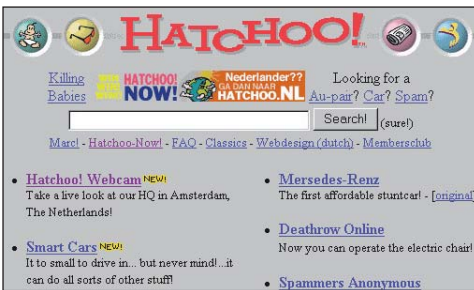 HATCHOO!
Killing Babies
HATCHOO! NOW!
Nederlander??
GA DAN NAAR
HATCHOO.NL
Looking for a
Au-pair? Car? Spam?
Search! (sure!)
Marc! - Hatchoo-Now! - FAQ - Classics - Webdesign (dutch) - Membersclub
Hatchoo! Webcam NEW!
Take a live look at our HQ in Amsterdam,
The Netherlands!
Smart Cars NEW!
It to small to drive in... but never mind!...it
can do all sorts of other stuff!
Mersedes-Renz
The first affordable stuntcar! - [original]
Deathrow Online
Now you can operate the electric chair!
Spammers Anonymous